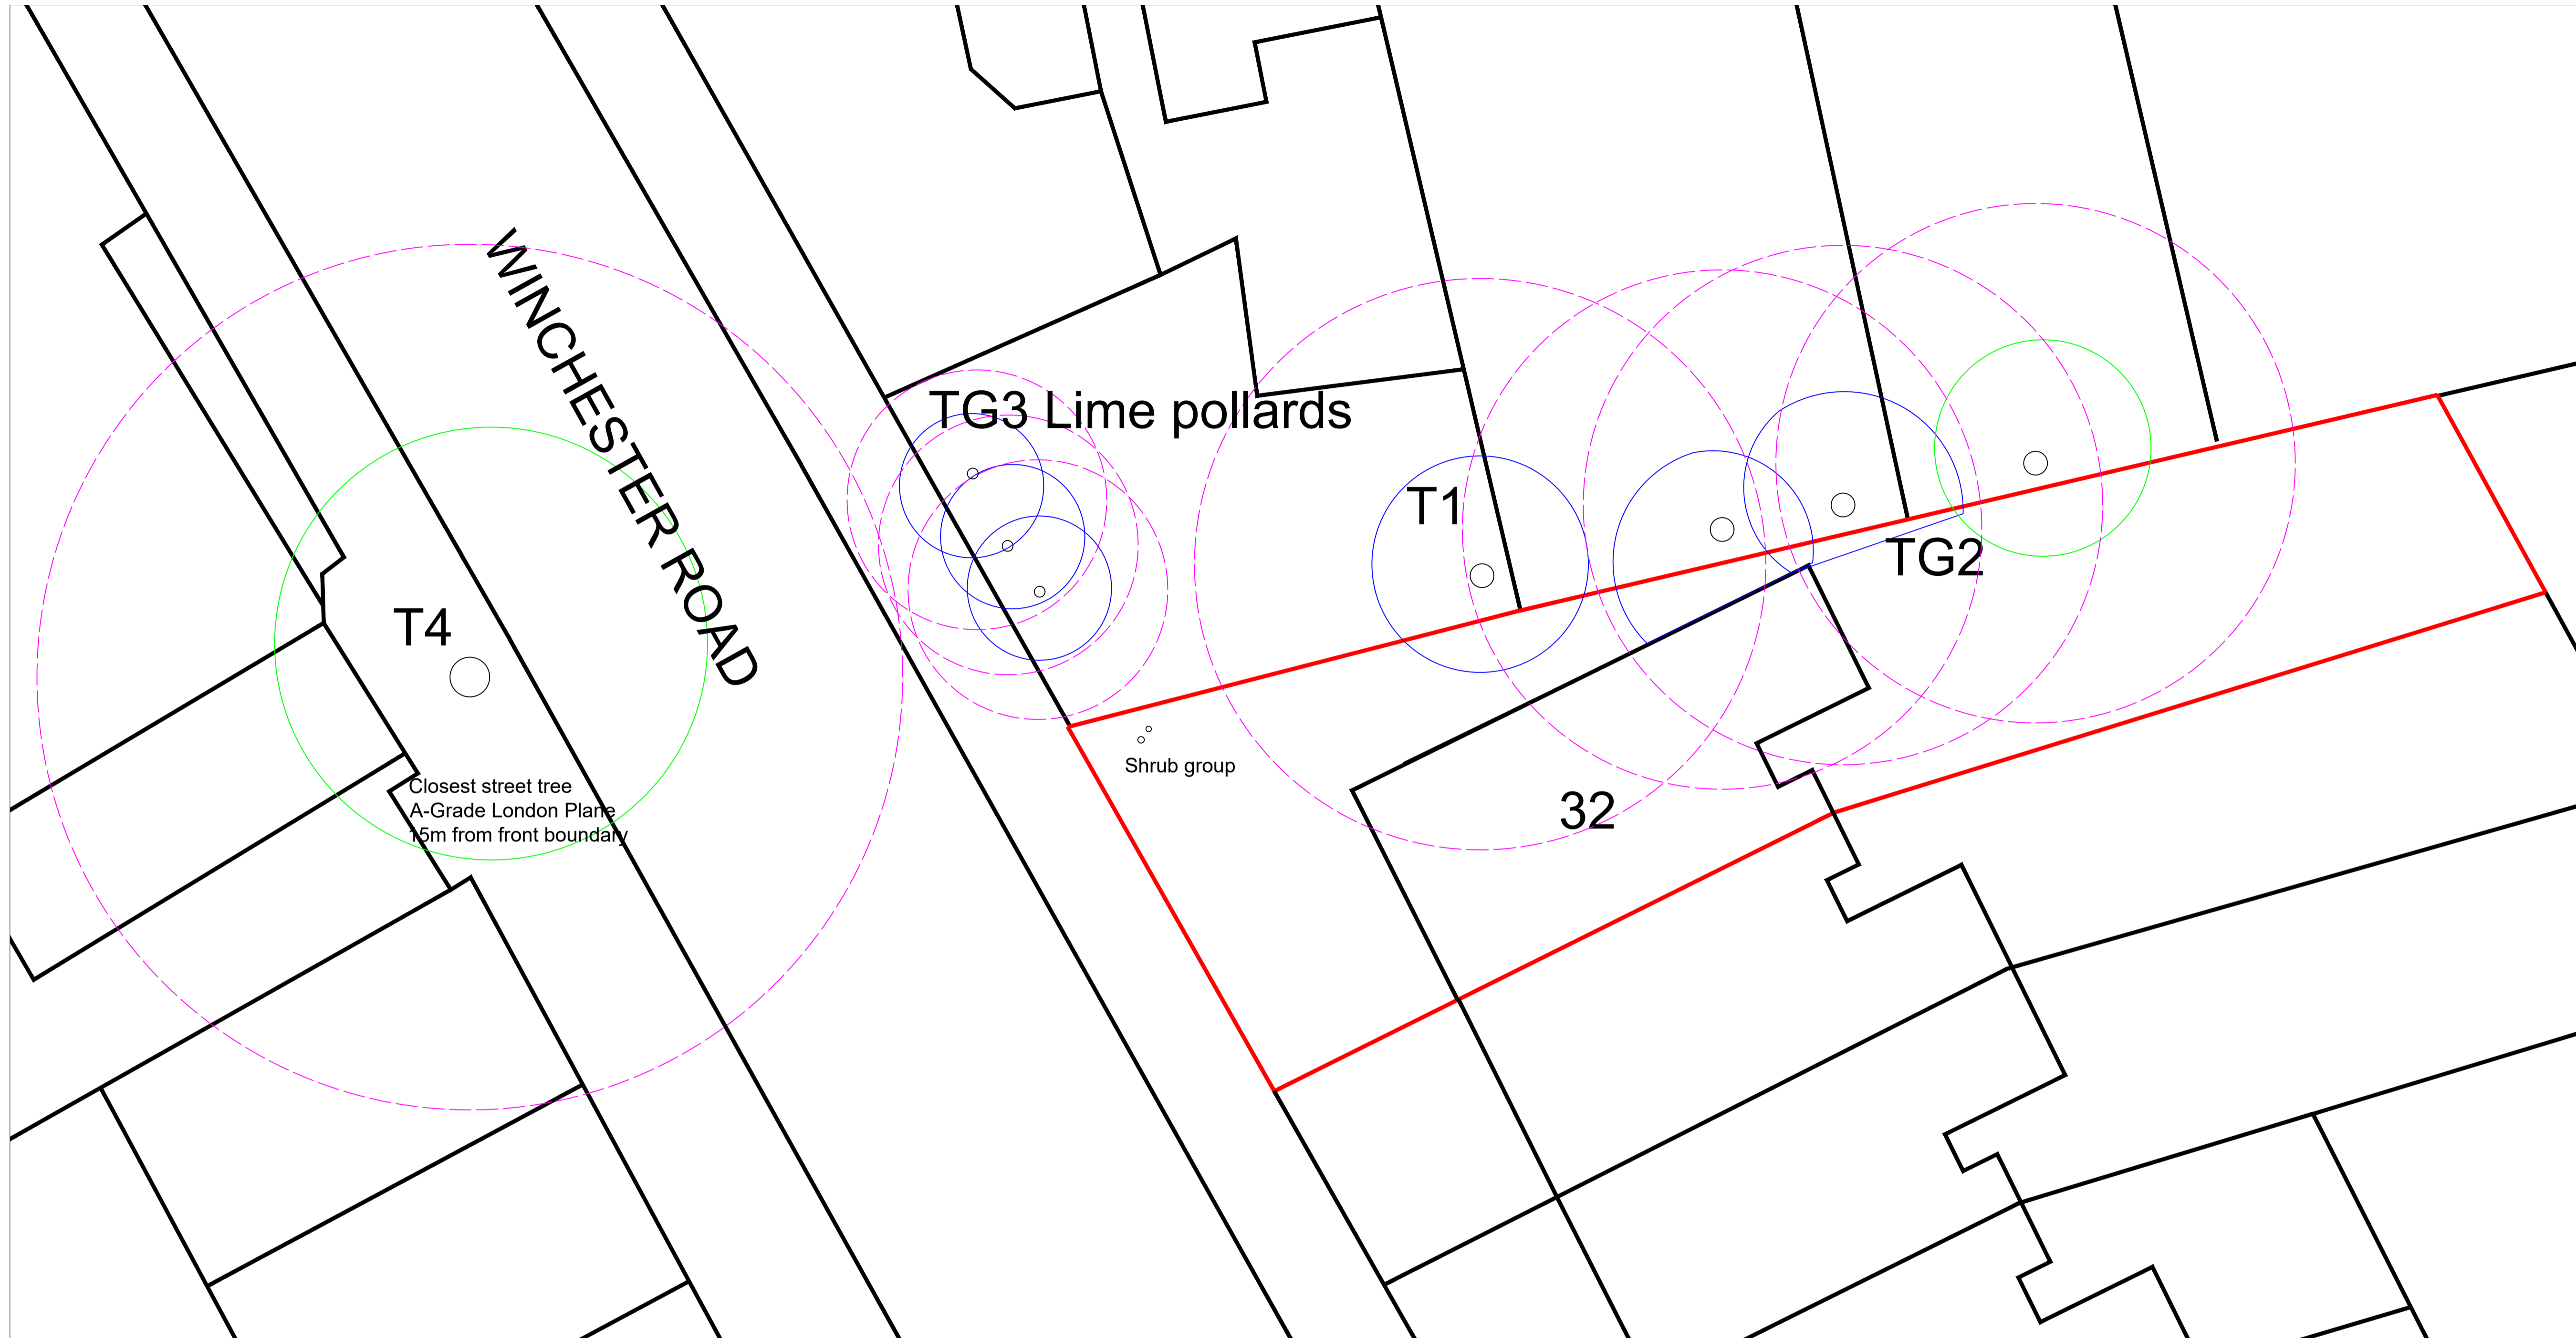 WINCHESTER ROAD
TG3 Lime pollards
T1
TG2
T4
Shrub group
Closest street tree
A-Grade London Plane
15m from front boundary
32